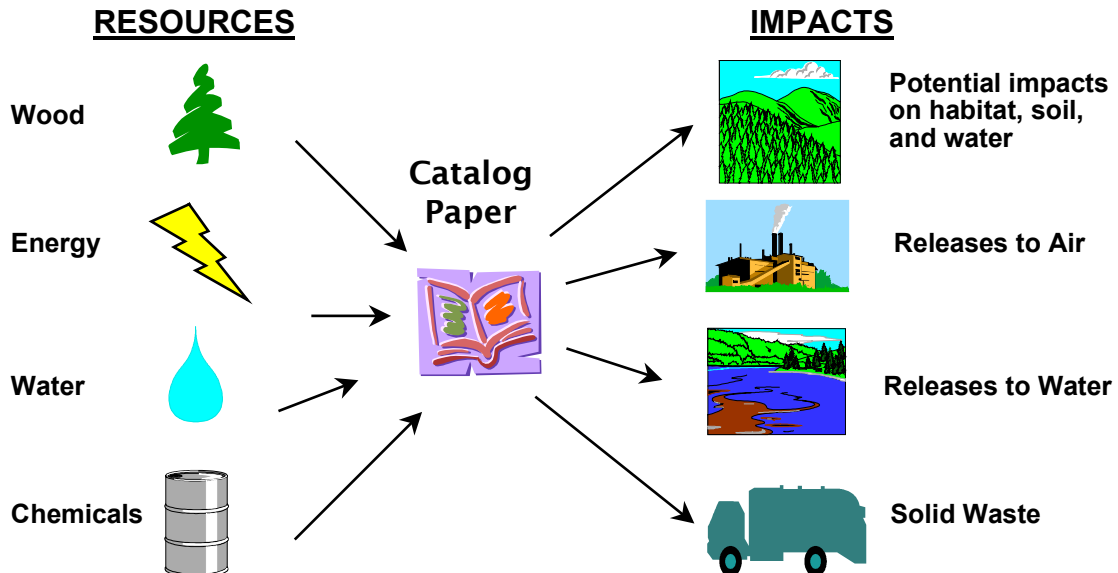 RESOURCES
IMPACTS
Wood
Energy
Water
Chemicals
Catalog
Paper
Potential impacts
on habitat, soil,
and water
Releases to Air
Releases to Water
Solid Waste